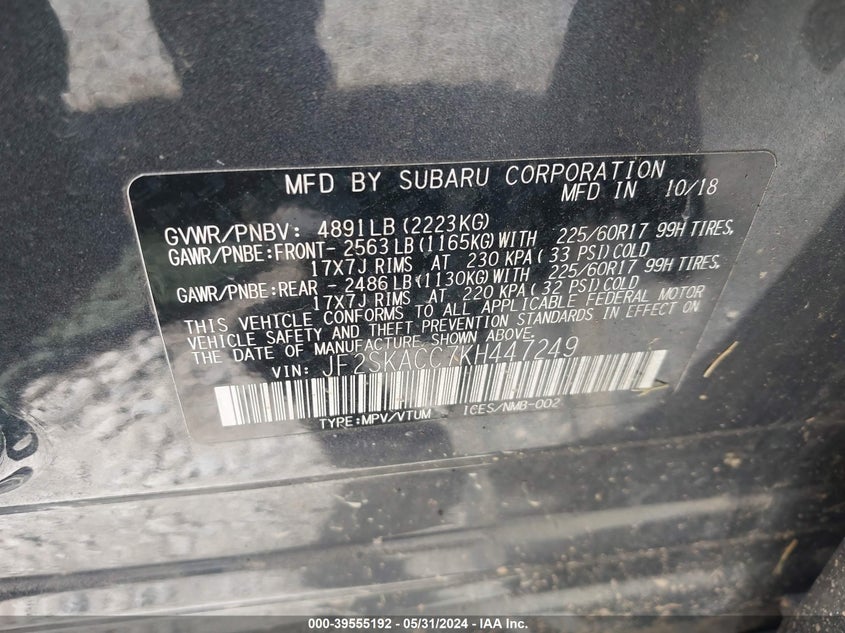 MFD BY SUBARU CORPORATION
MFD IN 10/18
GVWR/PNBV: 4891LB (2223KG)
GAWR/PNBE:FRONT- 2563LB (1165KG) WITH 225/60R17 99H TIRES,
17X7J RIMS AT 230 KPA (33 PSI) COLD
GAWR/PNBE:REAR - 2486LB (1130KG) WITH 225/60R17 99H TIRES,
17X7J RIMS AT 220 KPA (32 PSI) COLD
THIS VEHICLE CONFORMS TO ALL APPLICABLE FEDERAL MOTOR
VEHICLE SAFETY AND THEFT PREVENTION STANDARDS IN EFFECT ON
THE DATE OF MANUFACTURE SHOWN ABOVE.
VIN: JF2SKACC7KH447249
TYPE:MPV/VTUM ICES/NMB-002
000-39555192 - 05/31/2024 - IAA Inc.